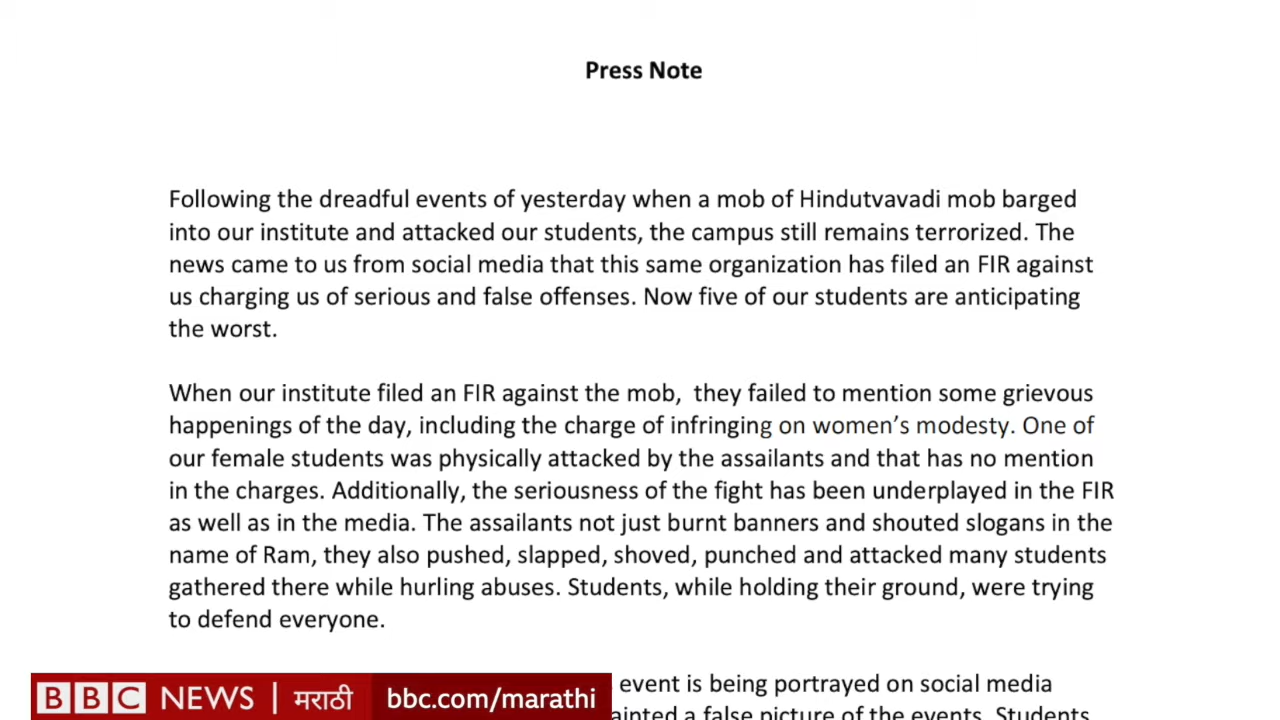 Press Note
Following the dreadful events of yesterday when a mob of Hindutvavadi mob barged
into our institute and attacked our students, the campus still remains terrorized. The
news came to us from social media that this same organization has filed an FIR against
us charging us of serious and false offenses. Now five of our students are anticipating
the worst.
When our institute filed an FIR against the mob,  they failed to mention some grievous
happenings of the day, including the charge of infringing on women’s modesty. One of
our female students was physically attacked by the assailants and that has no mention
in the charges. Additionally, the seriousness of the fight has been underplayed in the FIR
as well as in the media. The assailants not just burnt banners and shouted slogans in the
name of Ram, they also pushed, slapped, shoved, punched and attacked many students
gathered there while hurling abuses. Students, while holding their ground, were trying
to defend everyone.
event is being portrayed on social media
a false picture of the events. Students
BBC NEWS | मराठी bbc.com/marathi